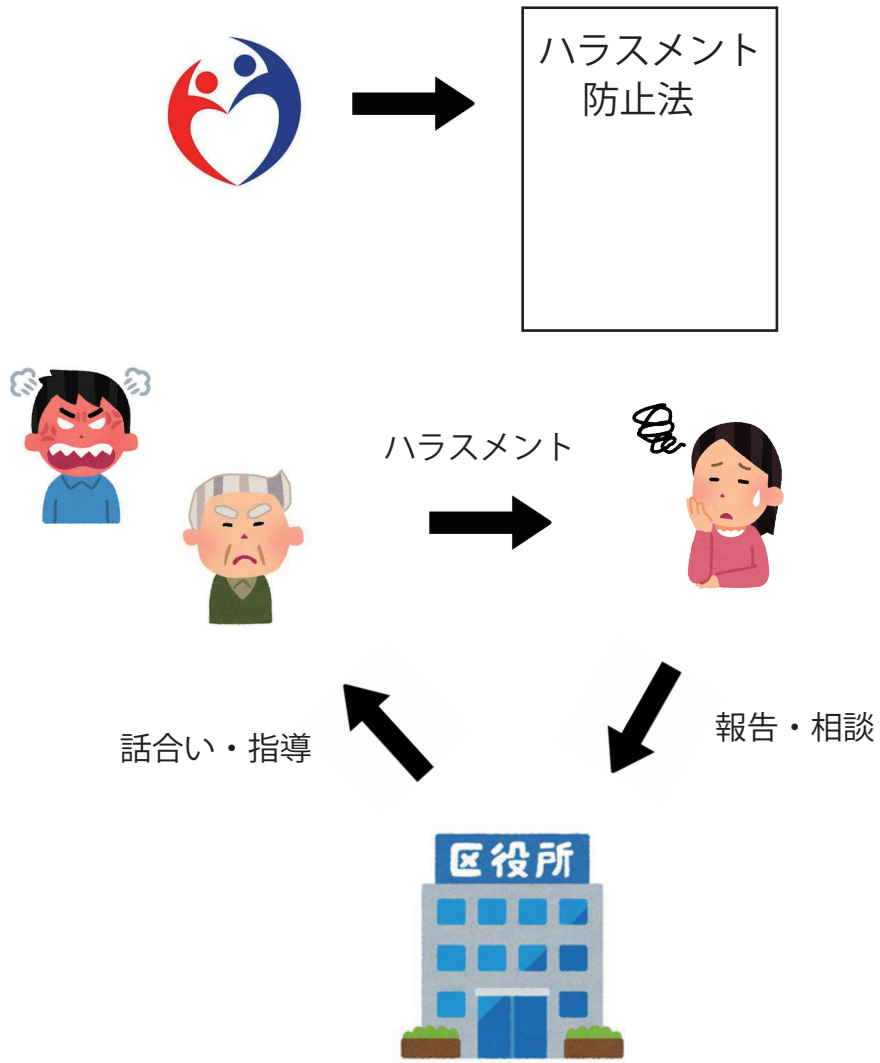 ハラスメント
防止法
ハラスメント
報告・相談
話合い・指導
区役所